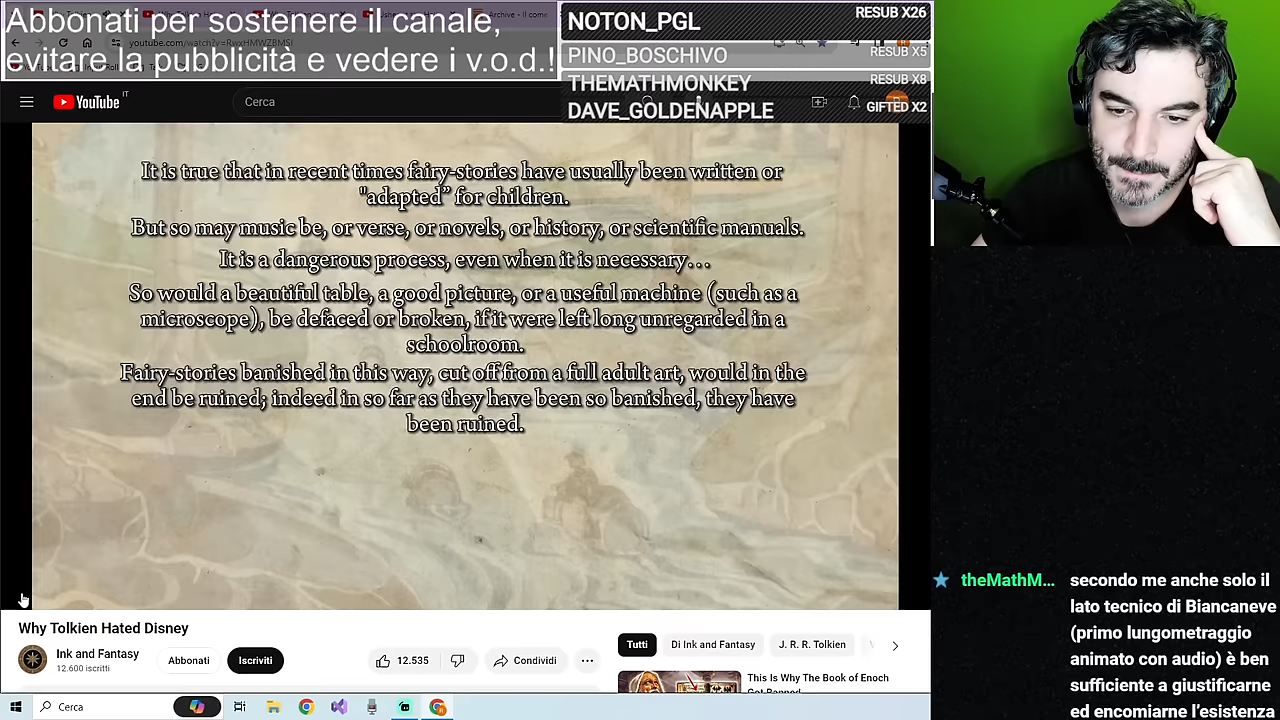 Abbonati per sostenere il canale,
evitare la pubblicità e vedere i v.o.d.!
NOTON_PGL RESUB X26
PINO_BOSCHIVO RESUB X5
THEMATHMONKEY RESUB X8
DAVE_GOLDENAPPLE GIFTED X2
YouTube IT
Cerca
It is true that in recent times fairy-stories have usually been written or
"adapted" for children.
But so may music be, or verse, or novels, or history, or scientific manuals.
It is a dangerous process, even when it is necessary…
So would a beautiful table, a good picture, or a useful machine (such as a
microscope), be defaced or broken, if it were left long unregarded in a
schoolroom.
Fairy-stories banished in this way, cut off from a full adult art, would in the
end be ruined; indeed in so far as they have been so banished, they have
been ruined.
Why Tolkien Hated Disney
Ink and Fantasy
12.600 iscritti
Abbonati
Iscriviti
12.535
Condividi
Tutti
Di Ink and Fantasy
J. R. R. Tolkien
This Is Why The Book of Enoch
theMathM... secondo me anche solo il
lato tecnico di Biancaneve
(primo lungometraggio
animato con audio) è ben
sufficiente a giustificarne
ed encomiarne l'esistenza
Cerca